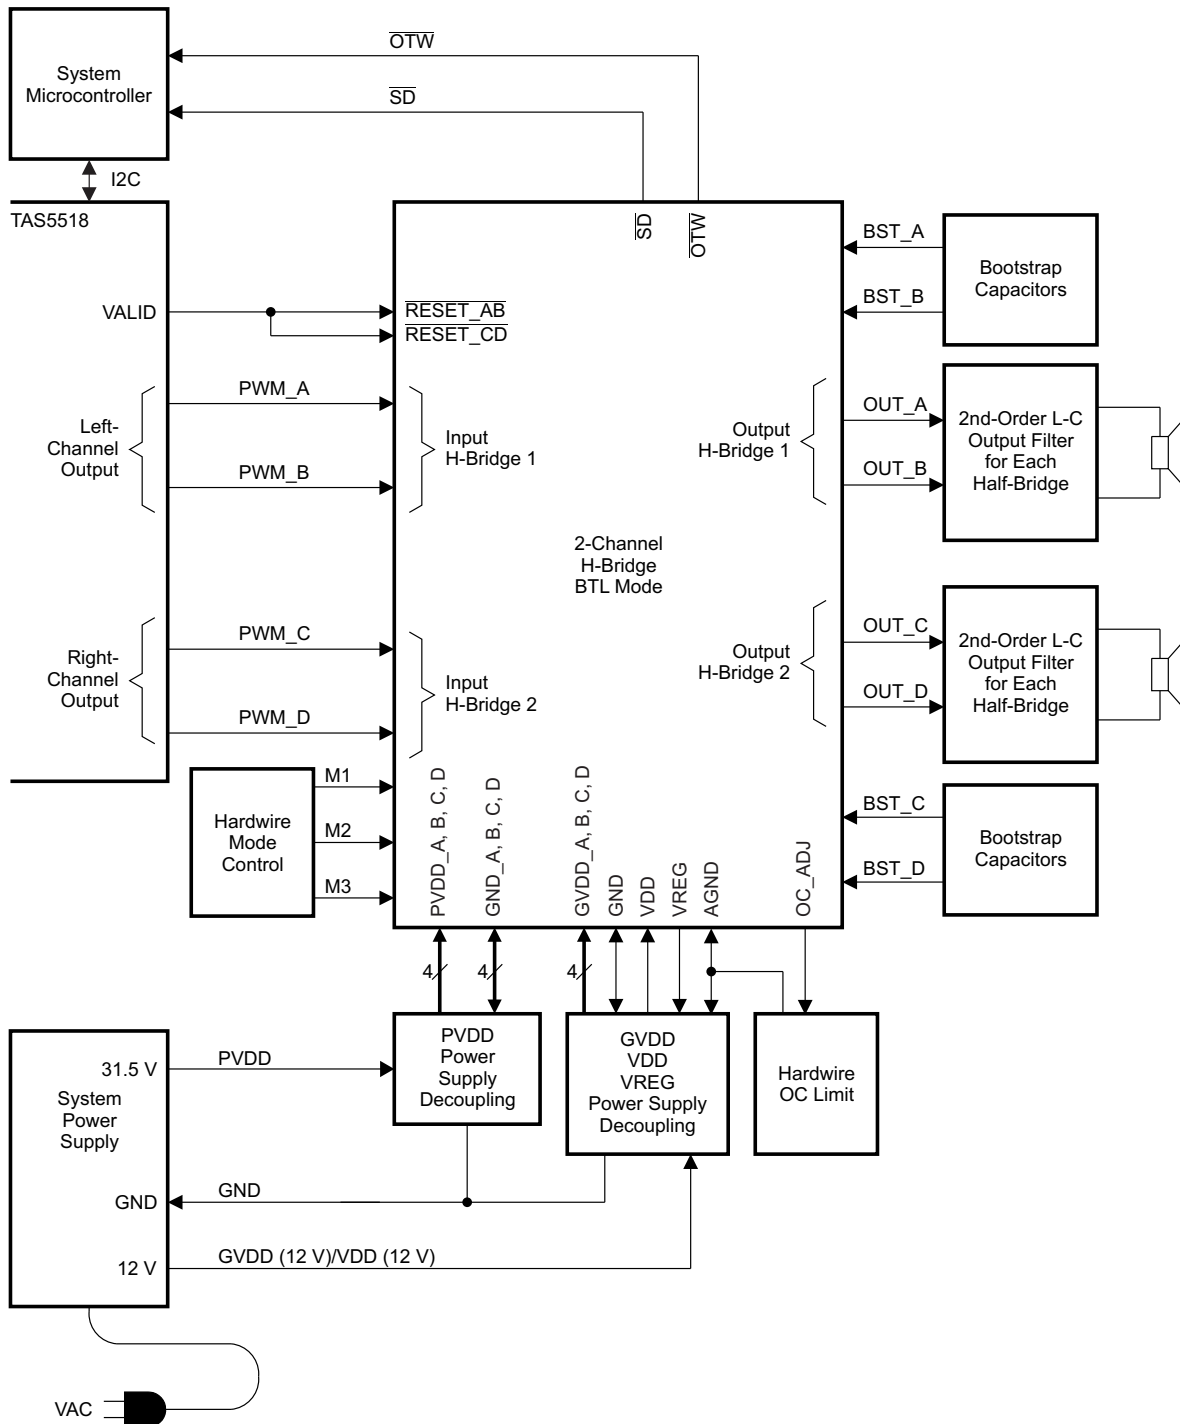 OTW
System
Microcontroller
SD
I2C
TAS5518
SD
OTW
BST_A
Bootstrap
Capacitors
BST_B
VALID
RESET_AB
RESET_CD
PWM_A
Left-
Channel
Output
Input
H-Bridge 1
PWM_B
Output
H-Bridge 1
OUT_A
OUT_B
2nd-Order L-C
Output Filter
for Each
Half-Bridge
2-Channel
H-Bridge
BTL Mode
PWM_C
Right-
Channel
Output
Input
H-Bridge 2
PWM_D
Output
H-Bridge 2
OUT_C
OUT_D
2nd-Order L-C
Output Filter
for Each
Half-Bridge
M1
Hardwire
Mode
Control
M2
M3
PVDD_A, B, C, D
GND_A, B, C, D
GVDD_A, B, C, D
GND
VDD
VREG
AGND
OC_ADJ
BST_C
Bootstrap
Capacitors
BST_D
4
4
4
PVDD
Power
Supply
Decoupling
GVDD
VDD
VREG
Power Supply
Decoupling
Hardwire
OC Limit
31.5 V
PVDD
System
Power
Supply
GND
GND
12 V
GVDD (12 V)/VDD (12 V)
VAC